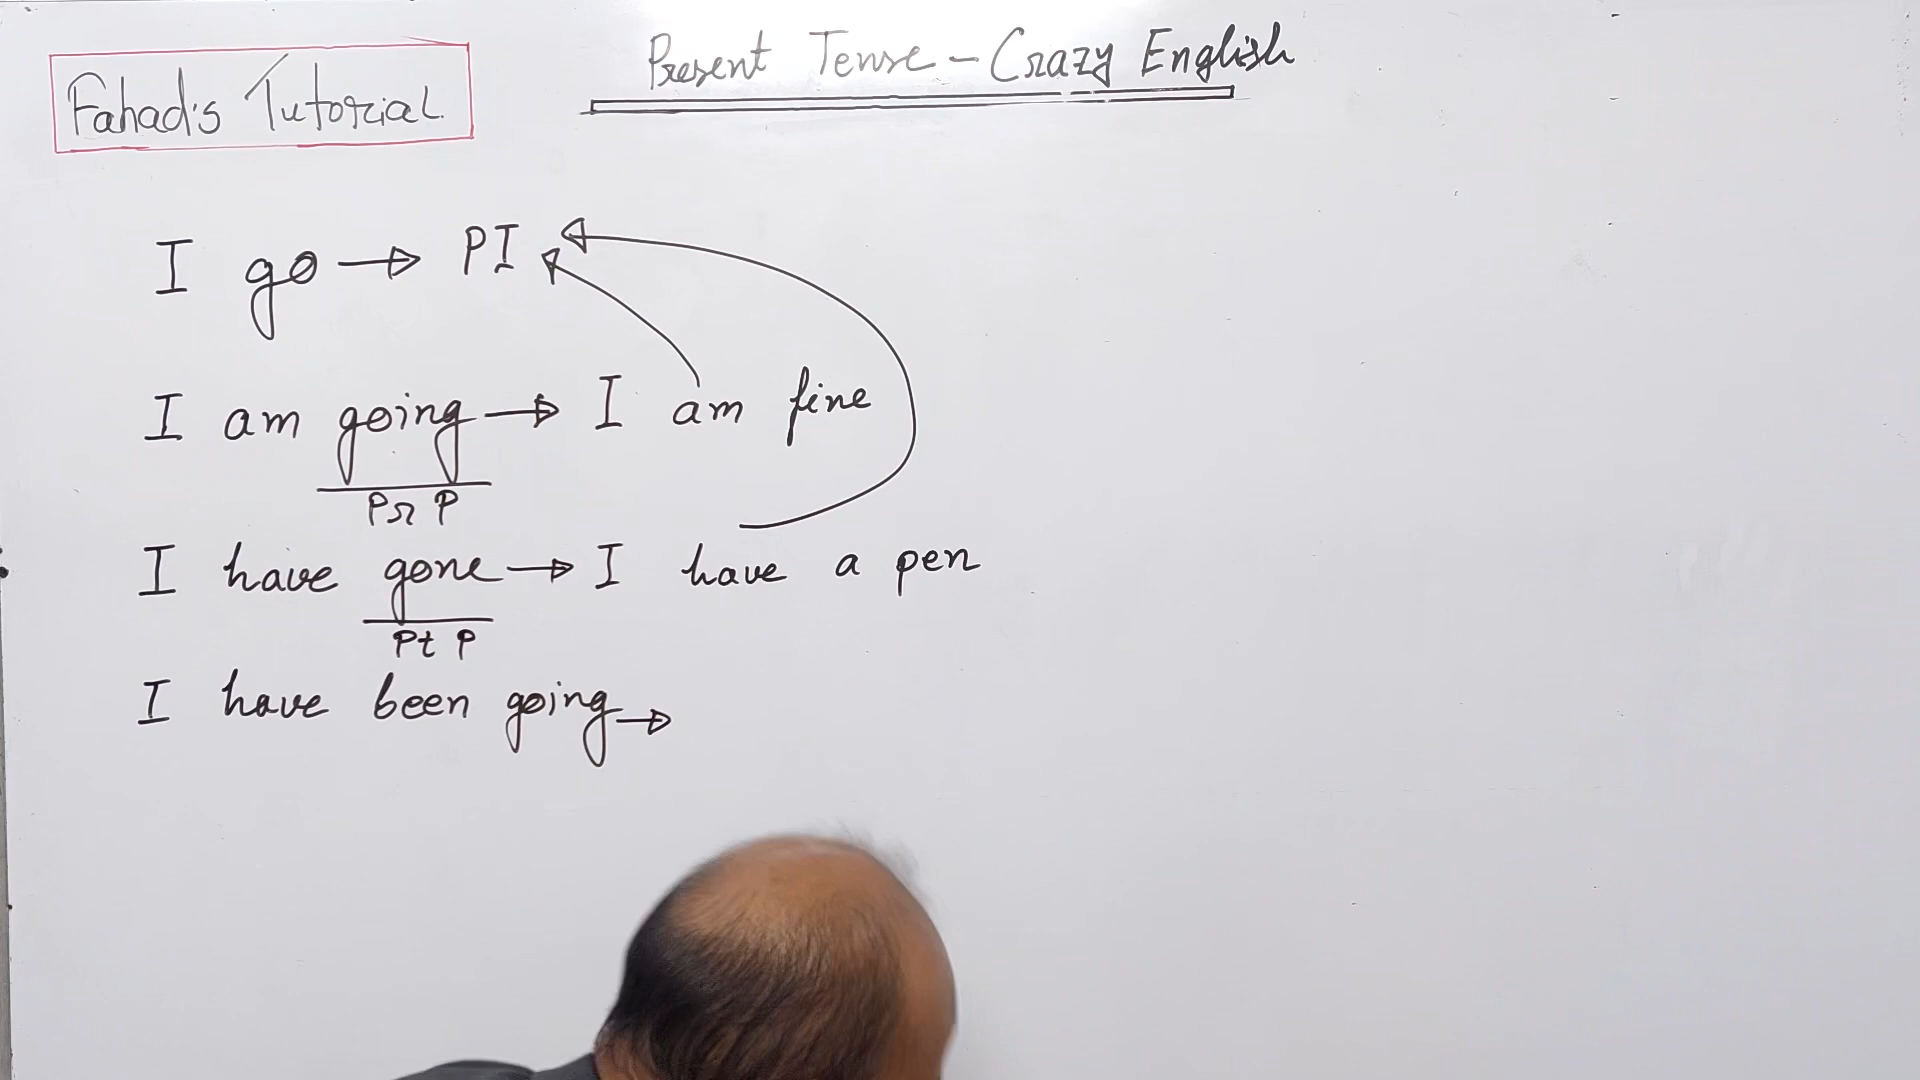 Present Tense - Crazy English
Fahad's Tutorial
I go → PI
I am going → I am fine
Pr P
I have gone → I have a pen
Pt P
I have been going →